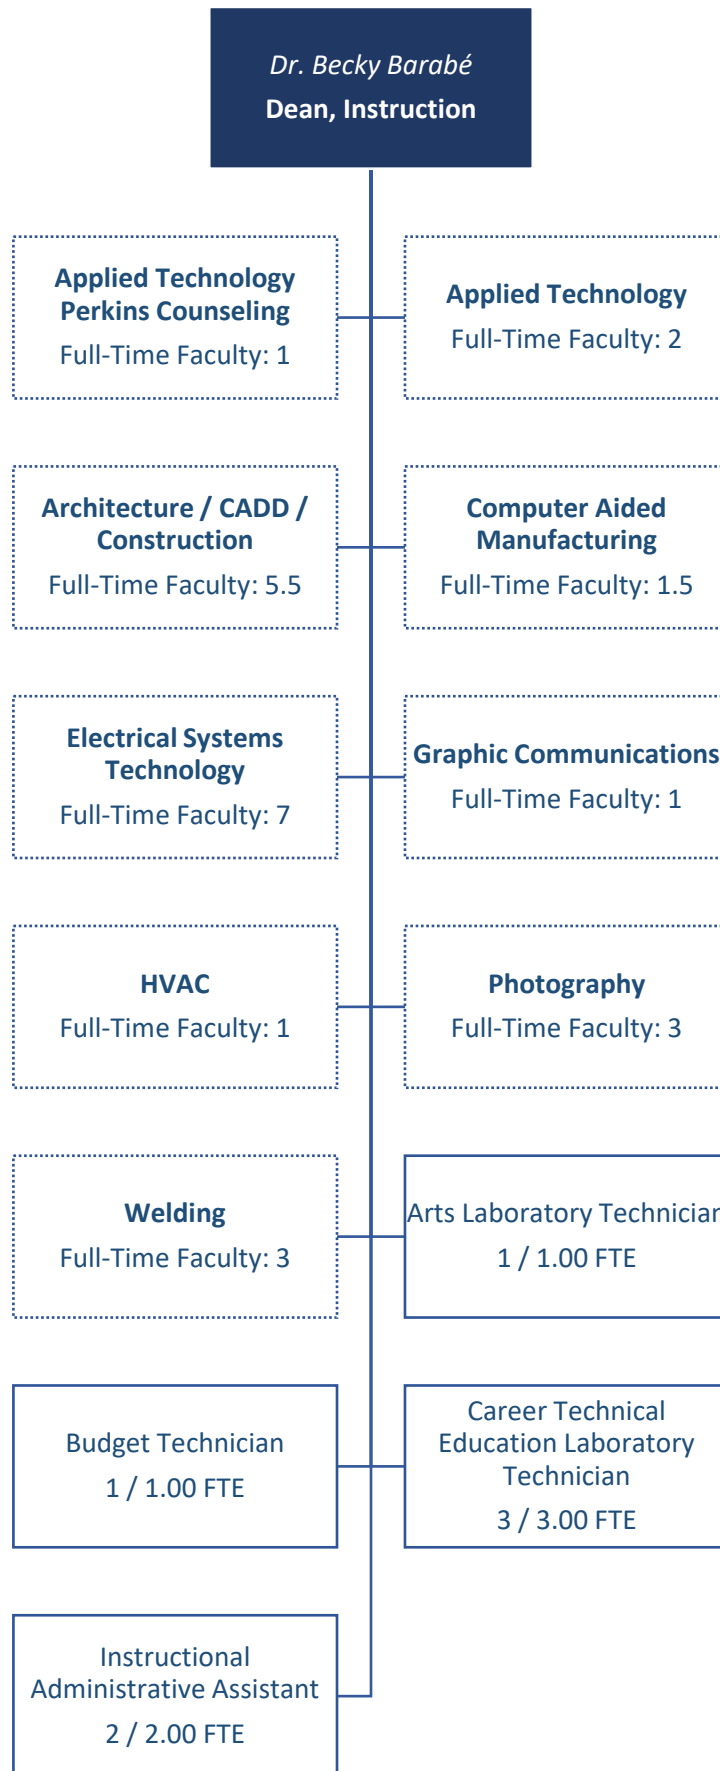 Dr. Becky Barabé
Dean, Instruction
Applied Technology
Perkins Counseling
Full-Time Faculty: 1
Applied Technology
Full-Time Faculty: 2
Architecture / CADD /
Construction
Full-Time Faculty: 5.5
Computer Aided
Manufacturing
Full-Time Faculty: 1.5
Electrical Systems
Technology
Full-Time Faculty: 7
Graphic Communications
Full-Time Faculty: 1
HVAC
Full-Time Faculty: 1
Photography
Full-Time Faculty: 3
Welding
Full-Time Faculty: 3
Arts Laboratory Technician
1 / 1.00 FTE
Budget Technician
1 / 1.00 FTE
Career Technical
Education Laboratory
Technician
3 / 3.00 FTE
Instructional
Administrative Assistant
2 / 2.00 FTE